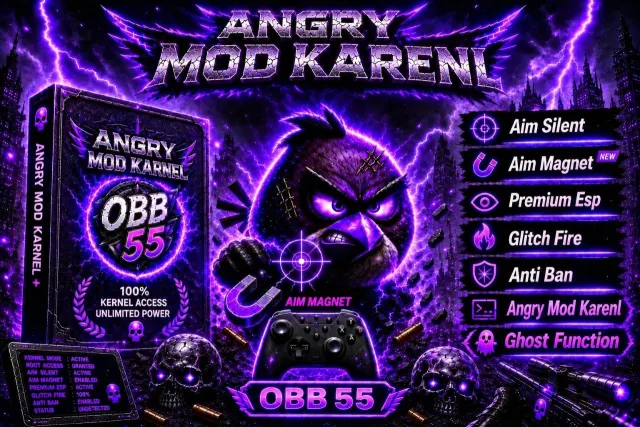 ANGRY
MOD KARENL
ANGRY MOD KARNEL +
ANGRY
MOD KARNEL
OBB
55
100%
KERNEL ACCESS
UNLIMITED POWER
AIM MAGNET
OBB 55
Aim Silent
Aim Magnet NEW
Premium Esp
Glitch Fire
Anti Ban
Angry Mod Karenl
Ghost Function
KERNEL MODE : ACTIVE
ROOT ACCESS : GRANTED
AIM SILENT : ACTIVE
AIM MAGNET : ENABLED
PREMIUM ESP : ACTIVE
GLITCH FIRE : 100%
ANTI BAN : ENABLED
STATUS : UNDETECTED